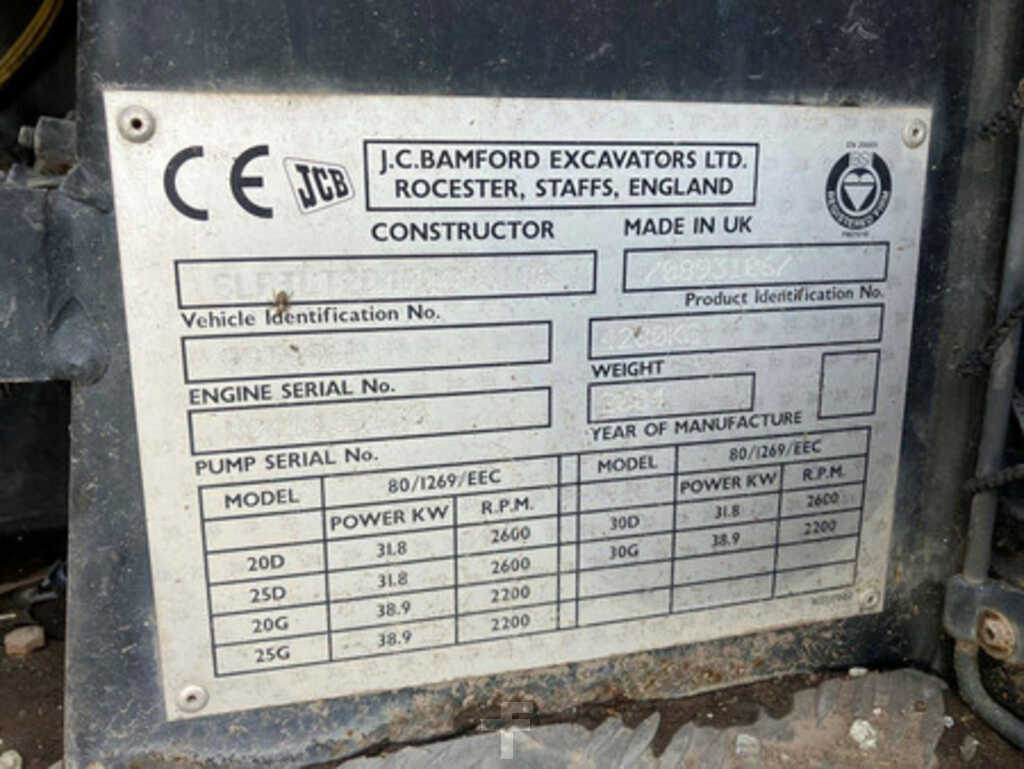 CE JCB J.C.BAMFORD EXCAVATORS LTD.
ROCESTER, STAFFS, ENGLAND
CONSTRUCTOR MADE IN UK
REGISTERED FIRM
Vehicle Identification No. Product Identification No.
ENGINE SERIAL No. WEIGHT
PUMP SERIAL No. YEAR OF MANUFACTURE
MODEL 80/1269/EEC MODEL 80/1269/EEC
POWER KW R.P.M. POWER KW R.P.M.
20D 31.8 2600 30D 31.8 2600
25D 31.8 2600 30G 38.9 2200
20G 38.9 2200
25G 38.9 2200